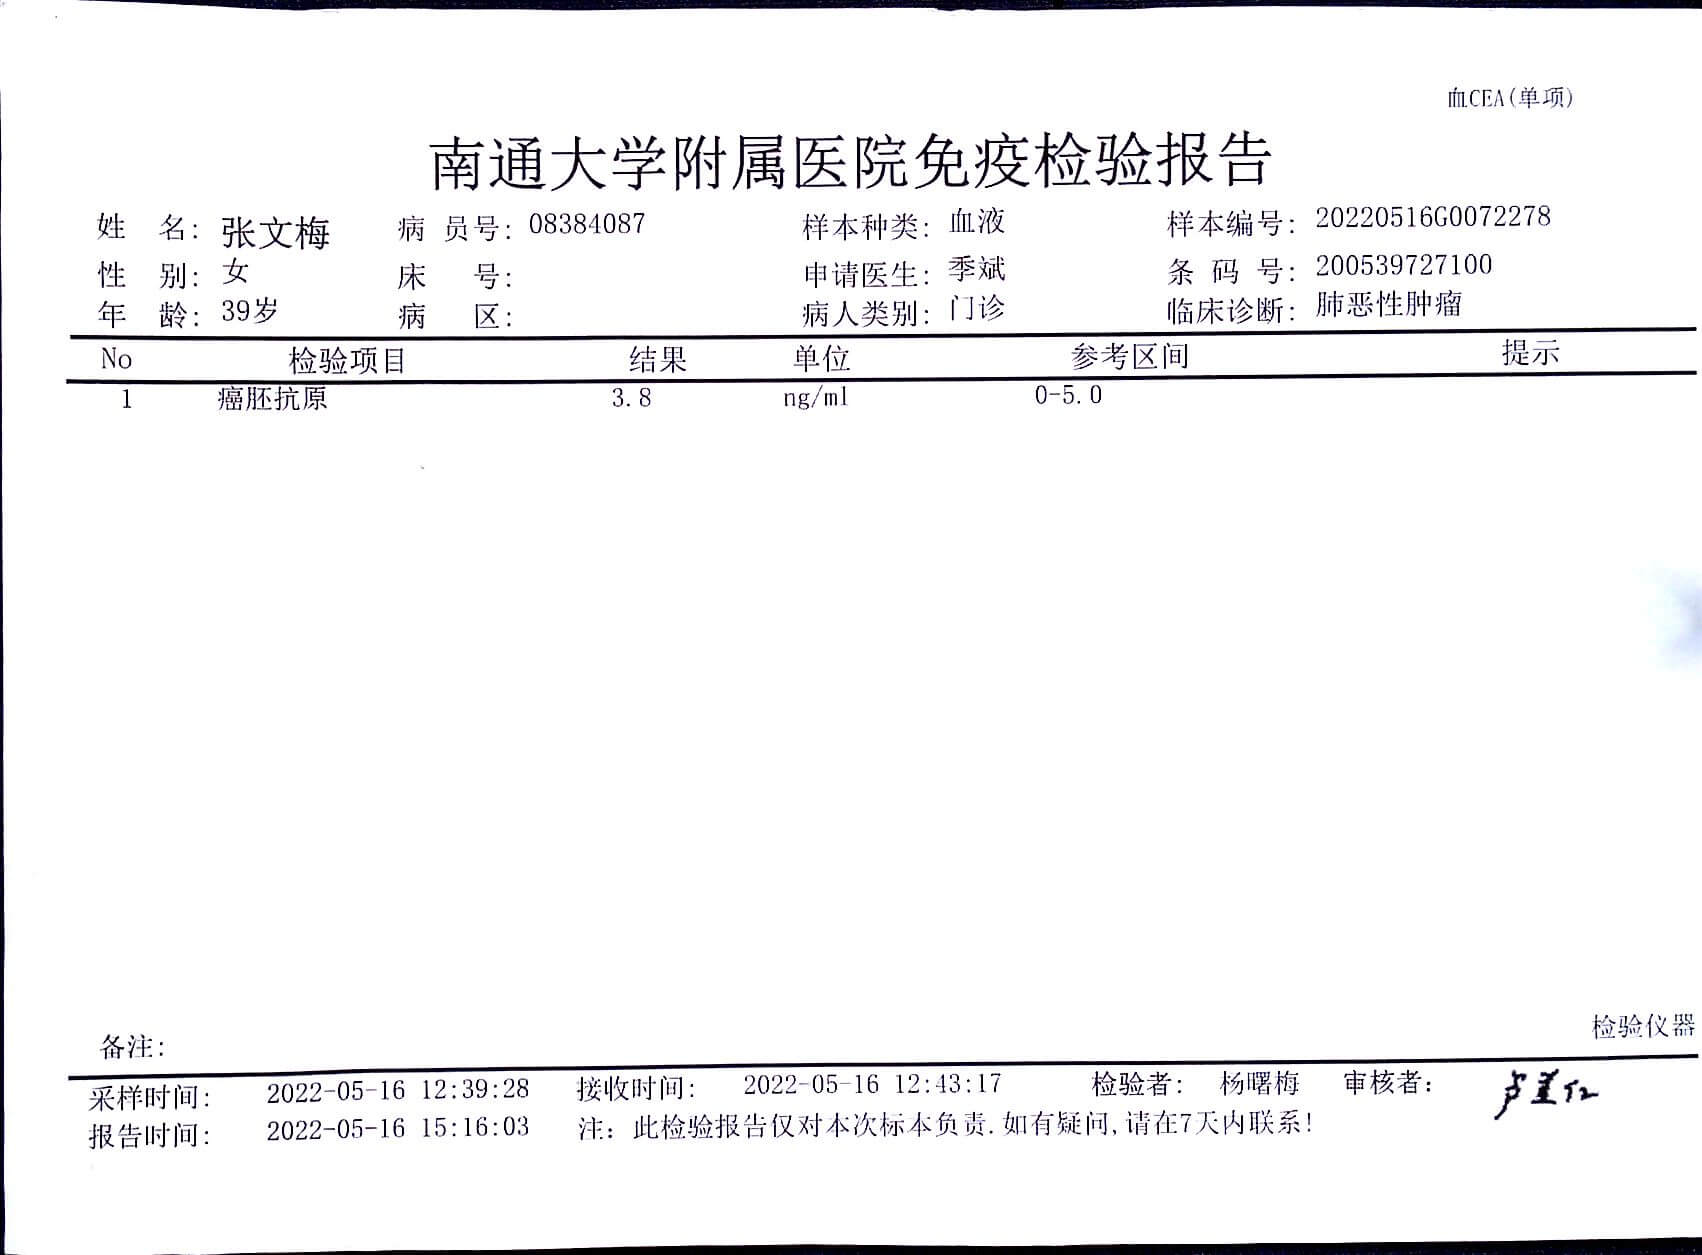 血CEA(单项)
南通大学附属医院免疫检验报告
姓 名: 张文梅 病 员号: 08384087 样本种类: 血液 样本编号: 20220516G0072278
性 别: 女 床 号: 申请医生: 季斌 条 码 号: 200539727100
年 龄: 39岁 病 区: 病人类别: 门诊 临床诊断: 肺恶性肿瘤
No 检验项目 结果 单位 参考区间 提示
1 癌胚抗原 3.8 ng/ml 0-5.0
备注: 检验仪器
采样时间: 2022-05-16 12:39:28 接收时间: 2022-05-16 12:43:17 检验者: 杨曙梅 审核者:
报告时间: 2022-05-16 15:16:03 注: 此检验报告仅对本次标本负责.如有疑问,请在7天内联系!